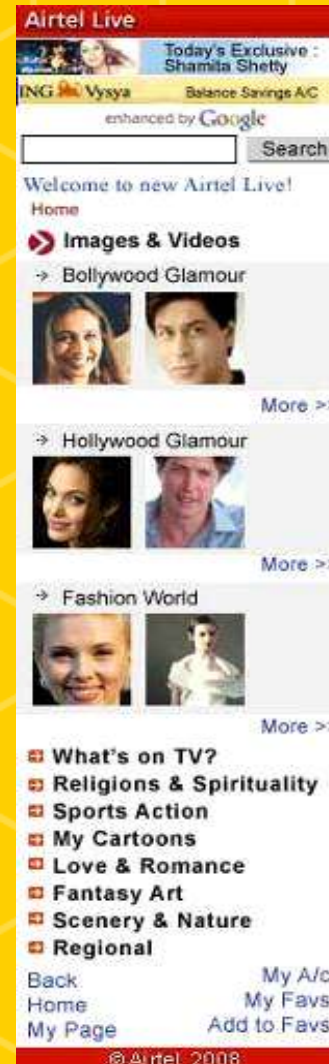 Airtel Live
Today's Exclusive :
Shamita Shetty
ING Vysya Balance Savings A/C
enhanced by Google
Search
Welcome to new Airtel Live!
Home
Images & Videos
Bollywood Glamour
More >>
Hollywood Glamour
More >>
Fashion World
More >>
What's on TV?
Religions & Spirituality
Sports Action
My Cartoons
Love & Romance
Fantasy Art
Scenery & Nature
Regional
Back My A/c
Home My Favs
My Page Add to Favs
© Airtel 2008